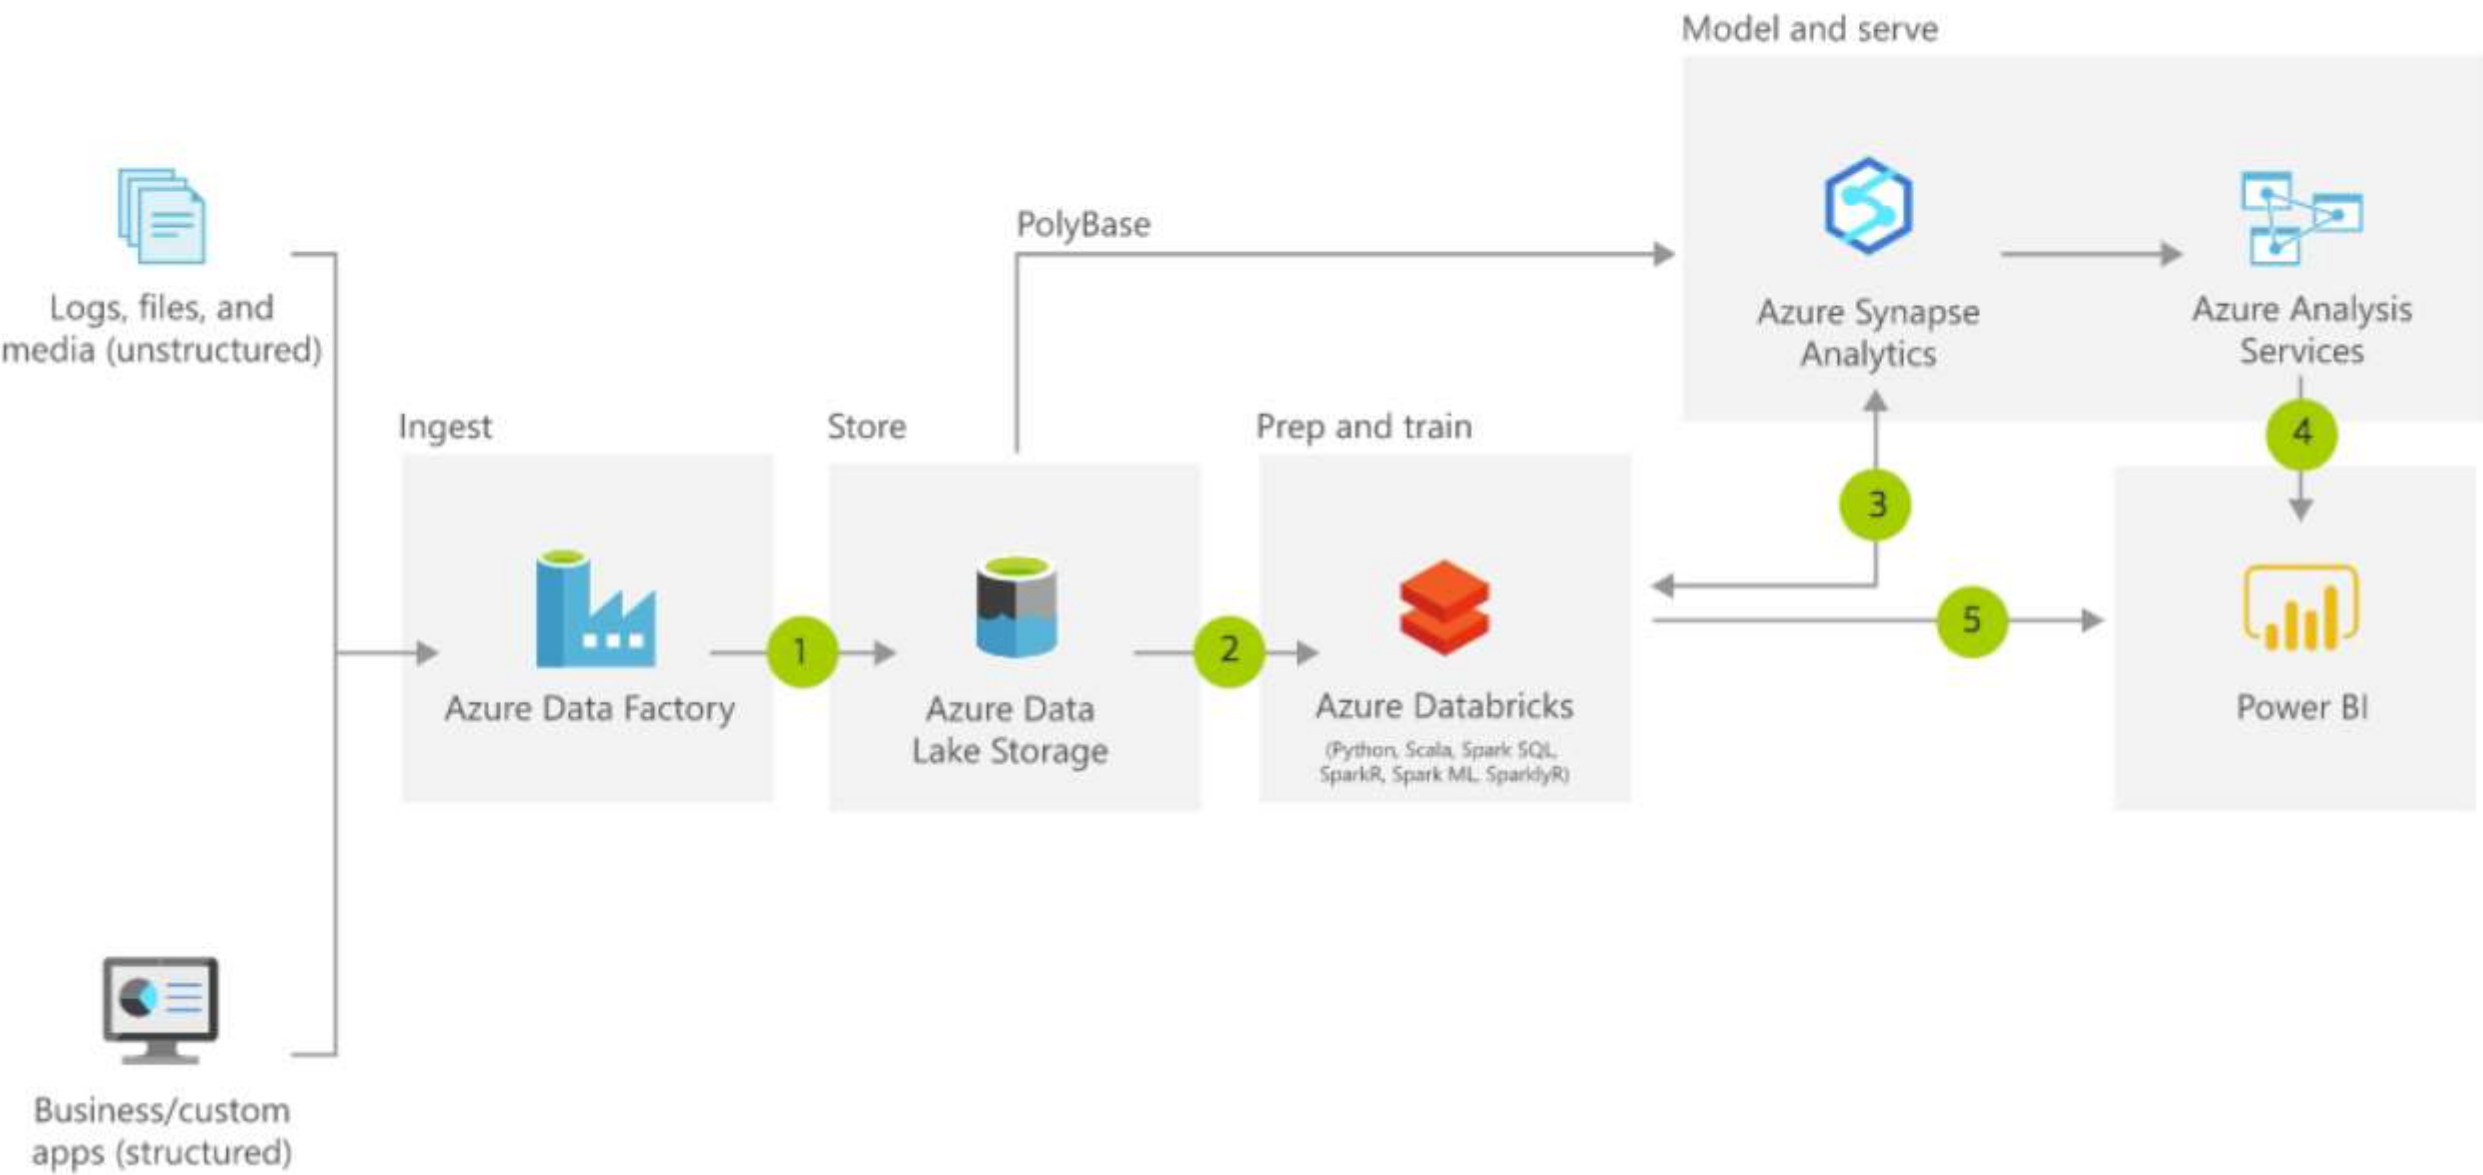 Model and serve
Logs, files, and
media (unstructured)
PolyBase
Azure Synapse
Analytics
Azure Analysis
Services
4
Ingest
Store
Prep and train
3
5
1
2
Azure Data Factory
Azure Data
Lake Storage
Azure Databricks
(Python, Scala, Spark SQL,
SparkR, Spark ML, SparklyR)
Power BI
Business/custom
apps (structured)